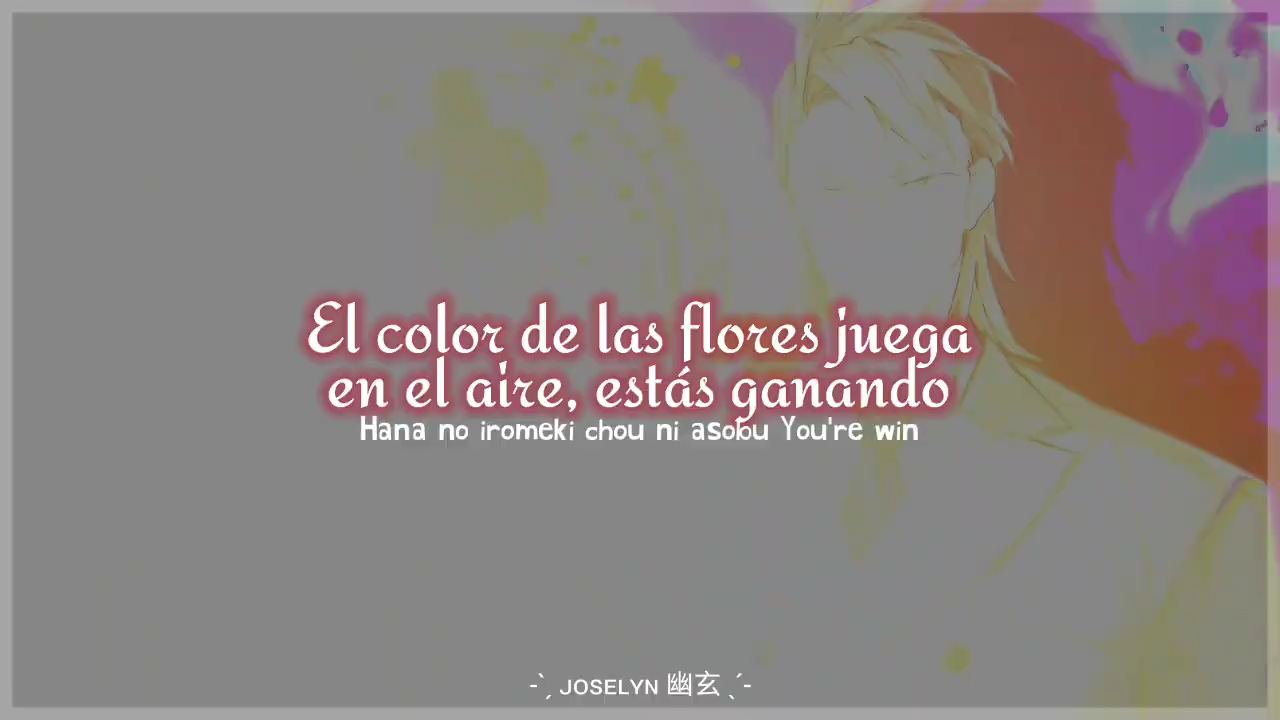 El color de las flores juega
en el aire, estás ganando
Hana no iromeki chou ni asobu You're win
-ˋˏ JOSELYN 幽玄 ˎˊ-